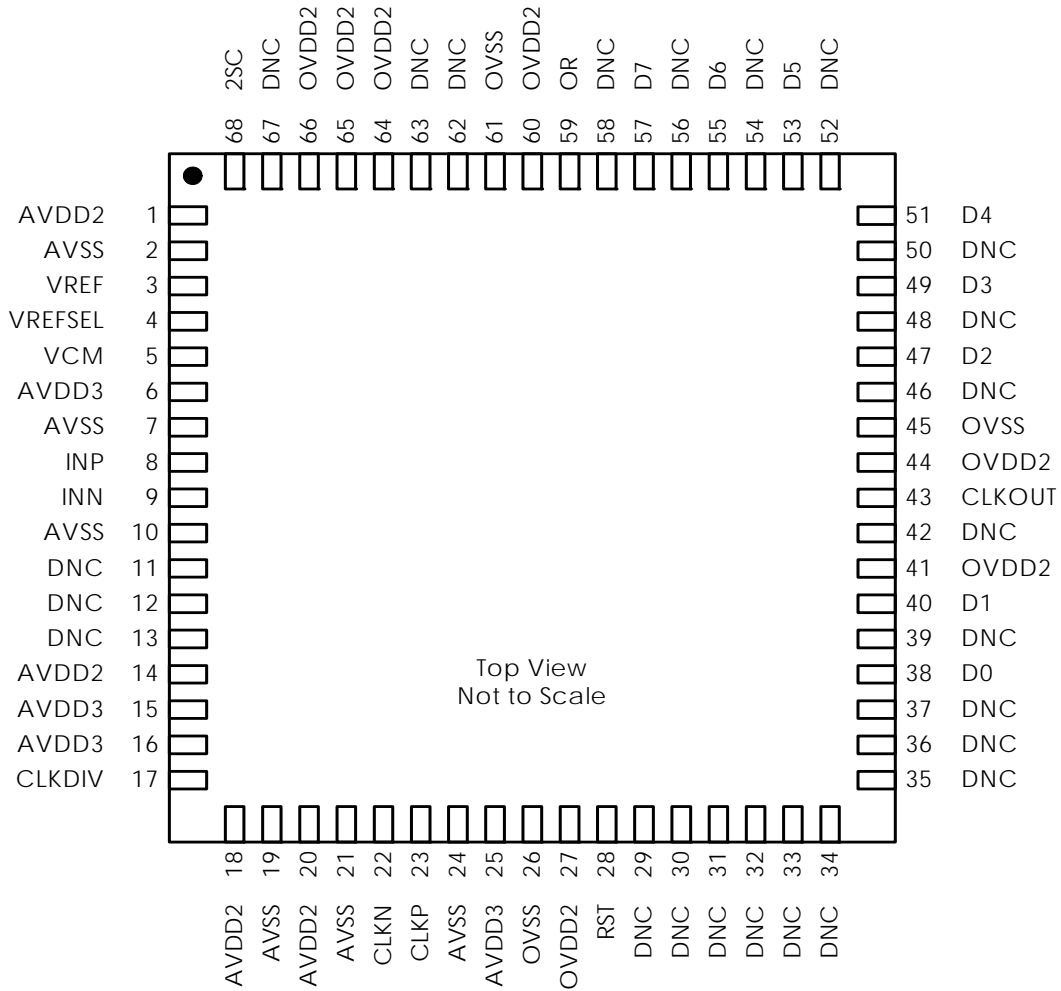 2SC 68
DNC 67
OVDD2 66
OVDD2 65
OVDD2 64
DNC 63
DNC 62
OVSS 61
OVDD2 60
OR 59
DNC 58
D7 57
DNC 56
D6 55
DNC 54
D5 53
DNC 52
AVDD2 1
AVSS 2
VREF 3
VREFSEL 4
VCM 5
AVDD3 6
AVSS 7
INP 8
INN 9
AVSS 10
DNC 11
DNC 12
DNC 13
AVDD2 14
AVDD3 15
AVDD3 16
CLKDIV 17
51 D4
50 DNC
49 D3
48 DNC
47 D2
46 DNC
45 OVSS
44 OVDD2
43 CLKOUT
42 DNC
41 OVDD2
40 D1
39 DNC
38 D0
37 DNC
36 DNC
35 DNC
Top View
Not to Scale
AVDD2 18
AVSS 19
AVDD2 20
AVSS 21
CLKN 22
CLKP 23
AVSS 24
AVDD3 25
OVSS 26
OVDD2 27
RST 28
DNC 29
DNC 30
DNC 31
DNC 32
DNC 33
DNC 34